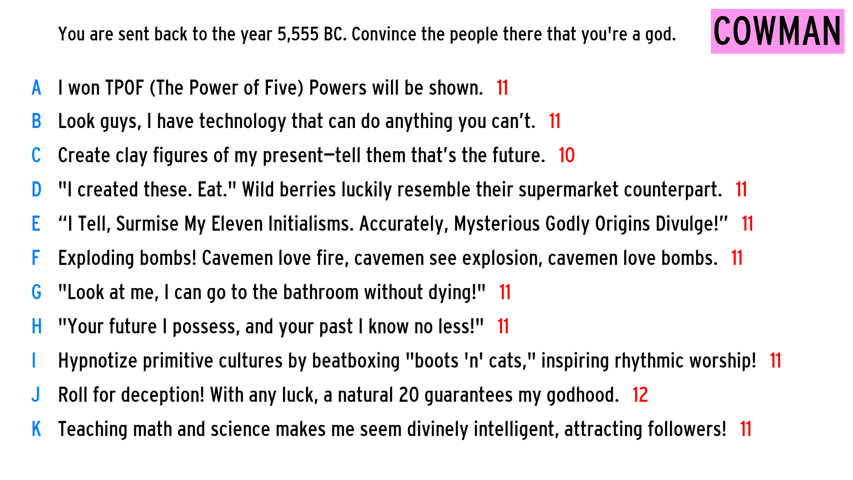 You are sent back to the year 5,555 BC. Convince the people there that you're a god.
COWMAN
A I won TPOF (The Power of Five) Powers will be shown. 11
B Look guys, I have technology that can do anything you can’t. 11
C Create clay figures of my present—tell them that’s the future. 10
D "I created these. Eat." Wild berries luckily resemble their supermarket counterpart. 11
E “I Tell, Surmise My Eleven Initialisms. Accurately, Mysterious Godly Origins Divulge!” 11
F Exploding bombs! Cavemen love fire, cavemen see explosion, cavemen love bombs. 11
G "Look at me, I can go to the bathroom without dying!" 11
H "Your future I possess, and your past I know no less!" 11
I Hypnotize primitive cultures by beatboxing "boots 'n' cats," inspiring rhythmic worship! 11
J Roll for deception! With any luck, a natural 20 guarantees my godhood. 12
K Teaching math and science makes me seem divinely intelligent, attracting followers! 11